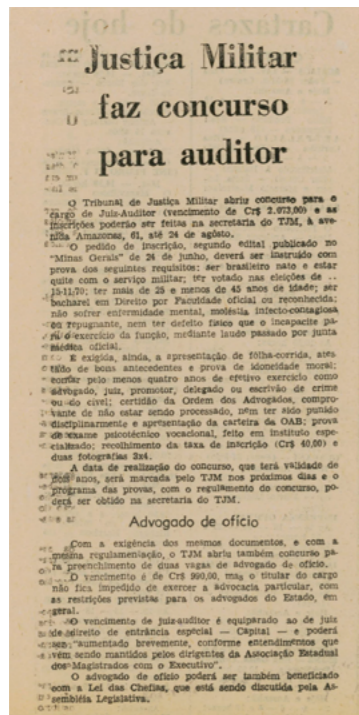 Justiça Militar
faz concurso
para auditor
O Tribunal de Justiça Militar abriu concurso para o
cargo de Juiz-Auditor (vencimento de Cr$ 2.073,00) e as
inscrições poderão ser feitas na secretaria do TJM, à ave-
nida Amazonas, 61, até 24 de agôsto.
O pedido de inscrição, segundo edital publicado no
"Minas Gerais" de 24 de junho, deverá ser instruído com
prova dos seguintes requisitos: ser brasileiro nato e estar
quite com o serviço militar; ter votado nas eleições de
15-11-70; ter mais de 25 e menos de 45 anos de idade; ser
bacharel em Direito por Faculdade oficial ou reconhecida;
não sofrer enfermidade mental, moléstia infecto-contagiosa
ou repugnante, nem ter defeito físico que o incapacite pa-
ra o exercício da função, mediante laudo passado por junta
médica oficial.
É exigida, ainda, a apresentação de fôlha-corrida, ates
tado de bons antecedentes e prova de idoneidade moral;
contar pelo menos quatro anos de efetivo exercício como
advogado, juiz, promotor, delegado ou escrivão de crime
ou do cível; certidão da Ordem dos Advogados, compro-
vante de não estar sendo processado, nem ter sido punido
disciplinarmente e apresentação da carteira da OAB; prova
de exame psicotécnico vocacional, feito em instituto espe-
cializado; recolhimento da taxa de inscrição (Cr$ 40,00) e
duas fotografias 3x4.
A data de realização do concurso, que terá validade de
dois anos, será marcada pelo TJM nos próximos dias e o
programa das provas, com o regulamento do concurso, po-
derá ser obtido na secretaria do TJM.
Advogado de ofício
Com a exigência dos mesmos documentos, e com a
mesma regulamentação, o TJM abriu também concurso pa-
ra preenchimento de duas vagas de advogado de ofício.
O vencimento é de Cr$ 990,00, mas o titular do cargo
não fica impedido de exercer a advocacia particular, com
as restrições previstas para os advogados do Estado, em
geral.
O vencimento de juiz-auditor é equiparado ao de juiz
de direito de entrância especial — Capital — e poderá
ser "aumentado brevemente, conforme entendimentos que
vêm sendo mantidos pelos dirigentes da Associação Estadual
dos Magistrados com o Executivo".
O advogado de ofício poderá ser também beneficiado
com a Lei das Chefias, que está sendo discutida pela As-
sembléia Legislativa.